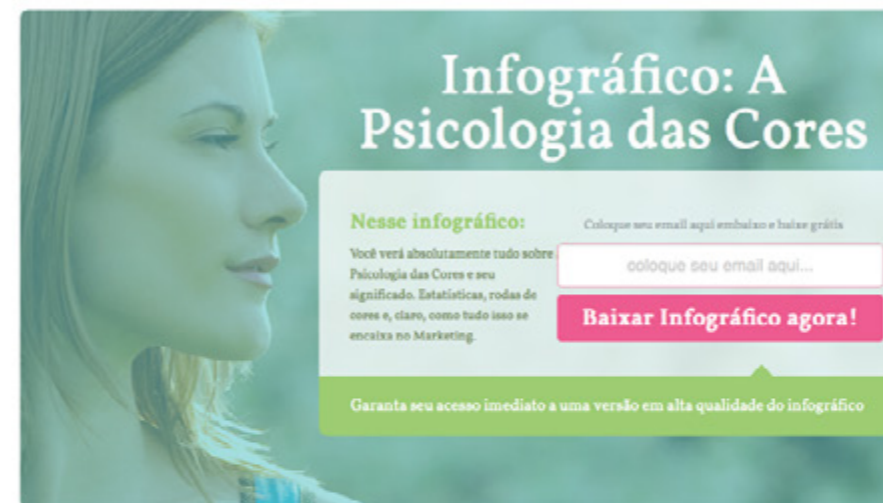 Infográfico: A
Psicologia das Cores
Nesse infográfico:
Você verá absolutamente tudo sobre
Psicologia das Cores e seu
significado. Estatísticas, rodas de
cores e, claro, como tudo isso se
encaixa no Marketing.
Coloque seu email aqui embaixo e baixe grátis
coloque seu email aqui...
Baixar Infográfico agora!
Garanta seu acesso imediato a uma versão em alta qualidade do infográfico